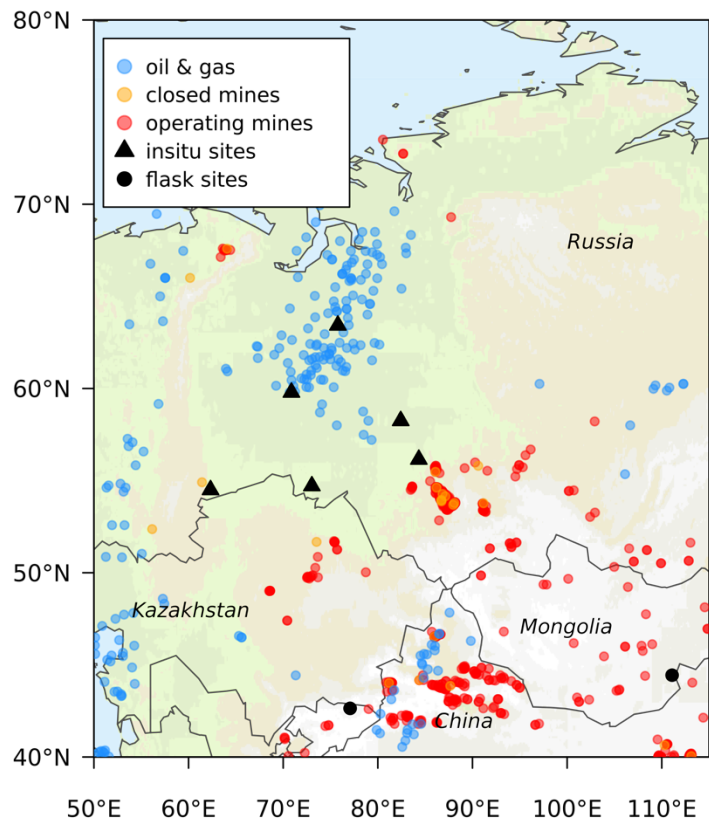 80°N
oil & gas
closed mines
operating mines
insitu sites
flask sites
70°N
Russia
60°N
50°N
Kazakhstan
Mongolia
China
40°N
50°E 60°E 70°E 80°E 90°E 100°E 110°E